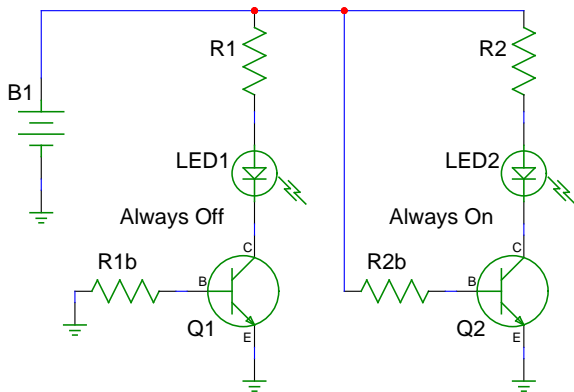 R1
R2
B1
LED1
LED2
Always Off
Always On
C
C
R1b
B
R2b
B
Q1
E
Q2
E